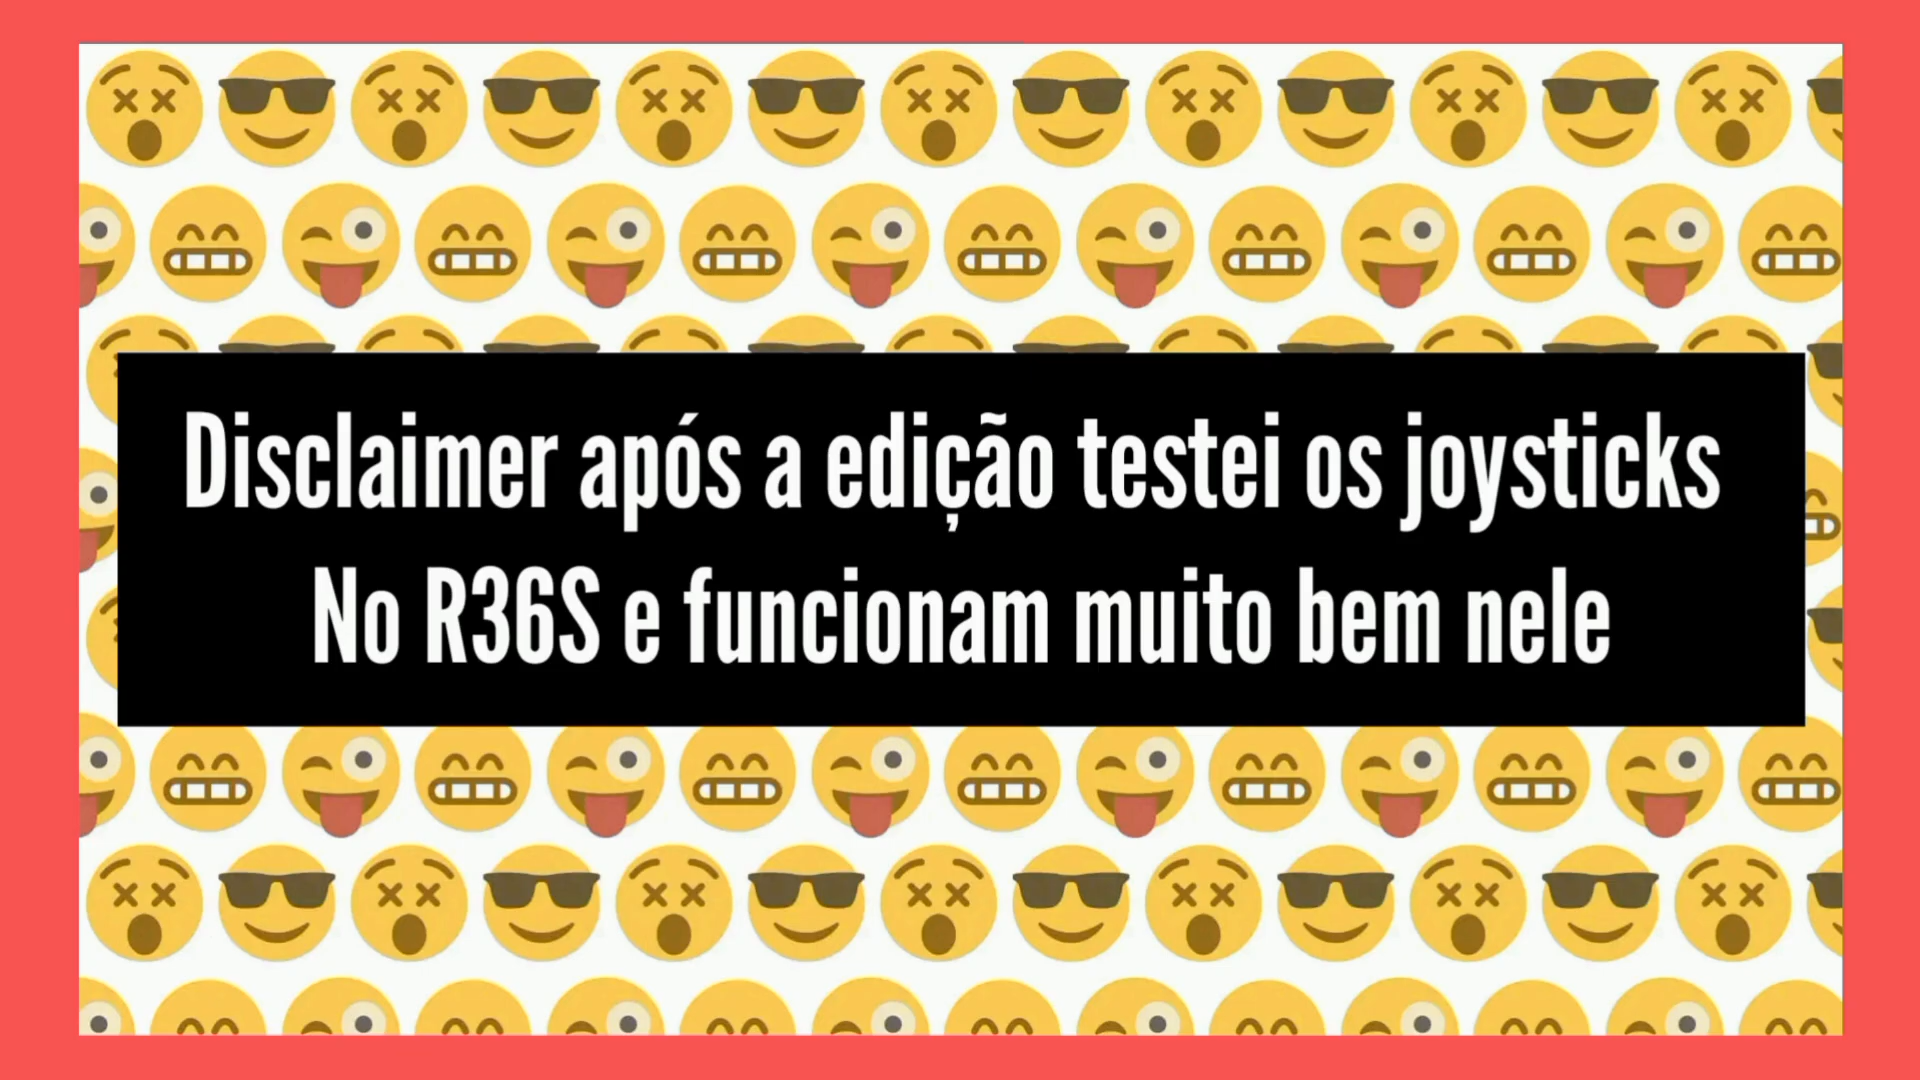 Disclaimer após a edição testei os joysticks
No R36S e funcionam muito bem nele